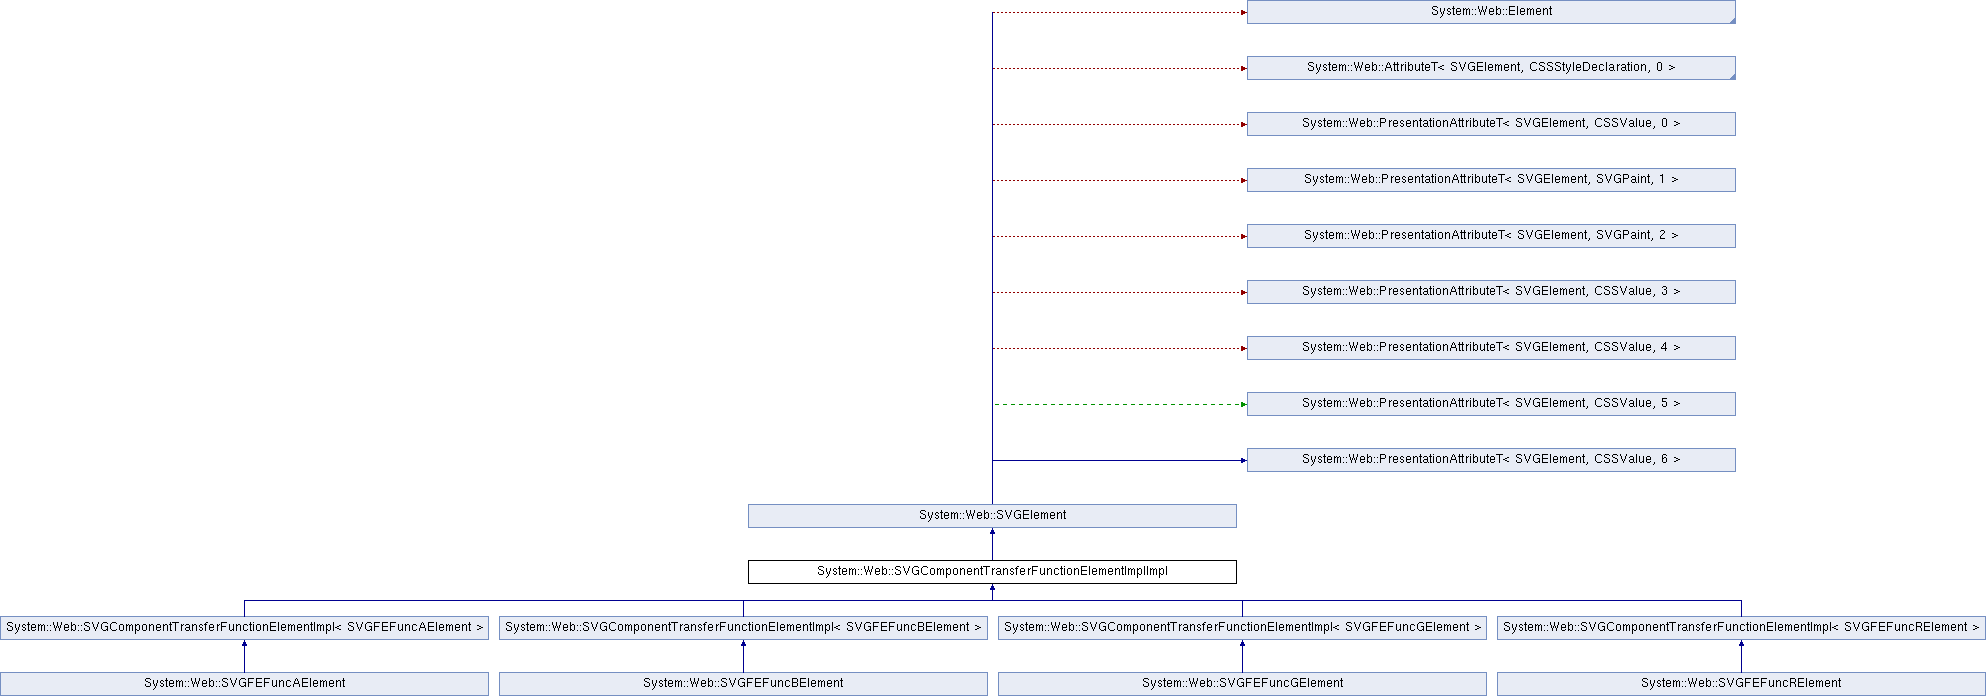 System::Web::Element
System::Web::AttributeT< SVGElement, CSSStyleDeclaration, 0 >
System::Web::PresentationAttributeT< SVGElement, CSSValue, 0 >
System::Web::PresentationAttributeT< SVGElement, SVGPaint, 1 >
System::Web::PresentationAttributeT< SVGElement, SVGPaint, 2 >
System::Web::PresentationAttributeT< SVGElement, CSSValue, 3 >
System::Web::PresentationAttributeT< SVGElement, CSSValue, 4 >
System::Web::PresentationAttributeT< SVGElement, CSSValue, 5 >
System::Web::PresentationAttributeT< SVGElement, CSSValue, 6 >
System::Web::SVGElement
System::Web::SVGComponentTransferFunctionElementImplImpl
System::Web::SVGComponentTransferFunctionElementImpl< SVGFEFuncAElement >
System::Web::SVGComponentTransferFunctionElementImpl< SVGFEFuncBElement >
System::Web::SVGComponentTransferFunctionElementImpl< SVGFEFuncGElement >
System::Web::SVGComponentTransferFunctionElementImpl< SVGFEFuncRElement >
System::Web::SVGFEFuncAElement
System::Web::SVGFEFuncBElement
System::Web::SVGFEFuncGElement
System::Web::SVGFEFuncRElement